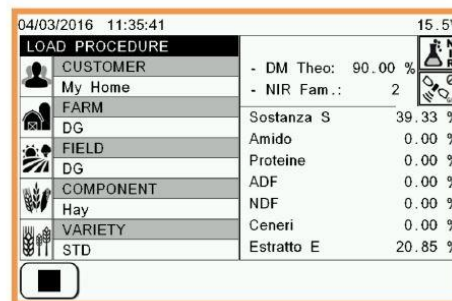 04/03/2016 11:35:41 15.5V
LOAD PROCEDURE
CUSTOMER
My Home
FARM
DG
FIELD
DG
COMPONENT
Hay
VARIETY
STD
- DM Theo: 90.00 %
- NIR Fam.: 2
Sostanza S 39.33 %
Amido 0.00 %
Proteine 0.00 %
ADF 0.00 %
NDF 0.00 %
Ceneri 0.00 %
Estratto E 20.85 %